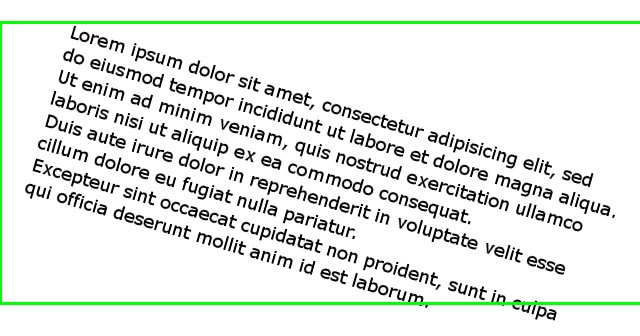 Lorem ipsum dolor sit amet, consectetur adipisicing elit, sed
do eiusmod tempor incididunt ut labore et dolore magna aliqua.
Ut enim ad minim veniam, quis nostrud exercitation ullamco
laboris nisi ut aliquip ex ea commodo consequat.
Duis aute irure dolor in reprehenderit in voluptate velit esse
cillum dolore eu fugiat nulla pariatur.
Excepteur sint occaecat cupidatat non proident, sunt in culpa
qui officia deserunt mollit anim id est laborum.